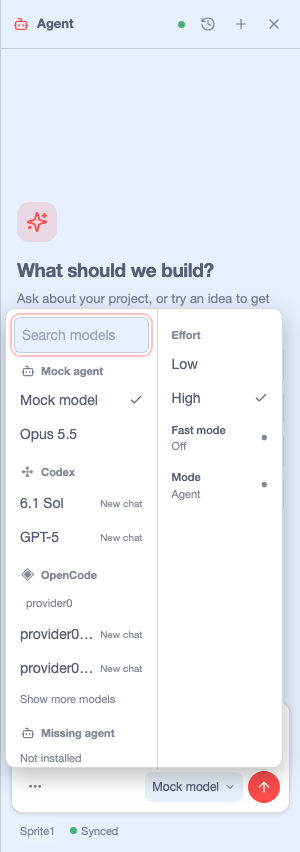 Agent
What should we build?
Ask about your project, or try an idea to get
Search models
Mock agent
Mock model
Opus 5.5
Codex
6.1 Sol New chat
GPT-5 New chat
OpenCode
provider0
provider0... New chat
provider0... New chat
Show more models
Missing agent
Not installed
Effort
Low
High
Fast mode
Off
Mode
Agent
Mock model
Sprite1 Synced